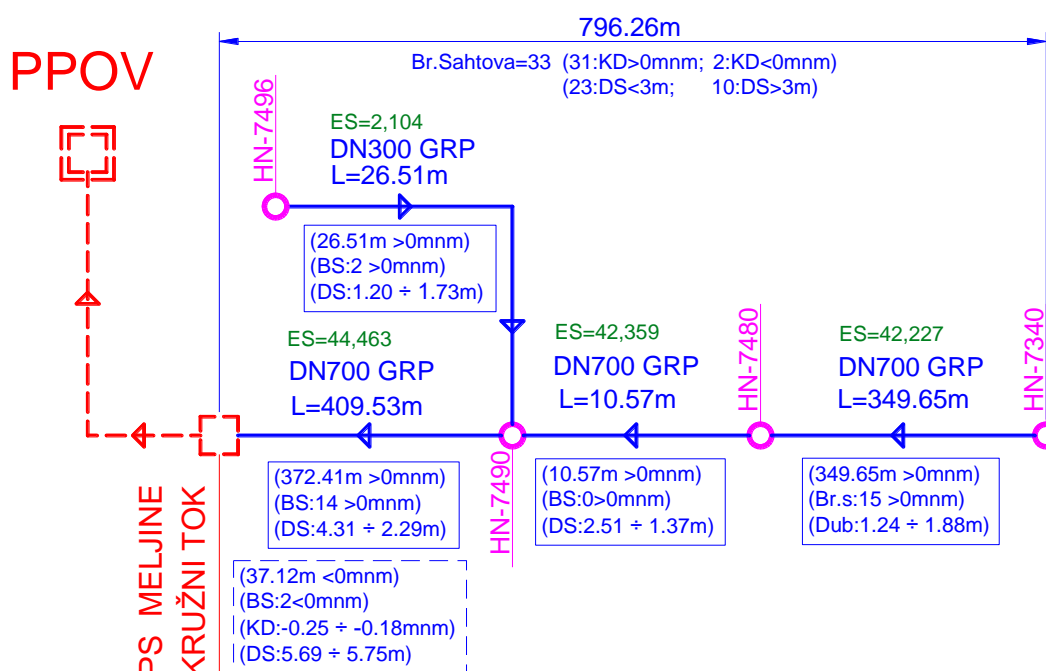 796.26m
PPOV
Br.Sahtova=33 (31:KD>0mnm; 2:KD<0mnm)
(23:DS<3m; 10:DS>3m)
HN-7496
ES=2,104
DN300 GRP
L=26.51m
(26.51m >0mnm)
(BS:2 >0mnm)
(DS:1.20 ÷ 1.73m)
ES=44,463
DN700 GRP
L=409.53m
ES=42,359
DN700 GRP
L=10.57m
HN-7480
ES=42,227
DN700 GRP
L=349.65m
HN-7340
(372.41m >0mnm)
(BS:14 >0mnm)
(DS:4.31 ÷ 2.29m)
HN-7490
(10.57m >0mnm)
(BS:0>0mnm)
(DS:2.51 ÷ 1.37m)
(349.65m >0mnm)
(Br.s:15 >0mnm)
(Dub:1.24 ÷ 1.88m)
PS MELJINE
KRUŽNI TOK
(37.12m <0mnm)
(BS:2<0mnm)
(KD:-0.25 ÷ -0.18mnm)
(DS:5.69 ÷ 5.75m)